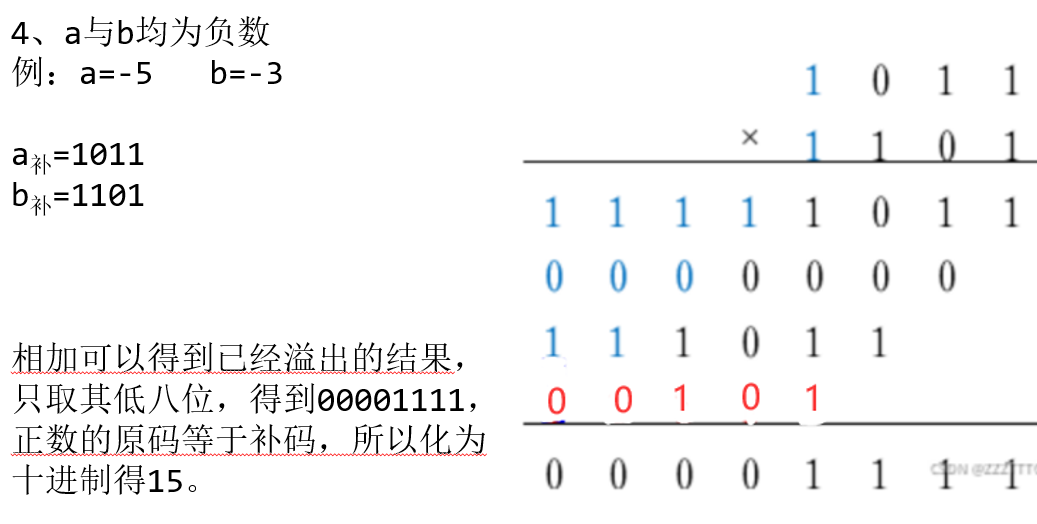 4、a与b均为负数
例：a=-5 b=-3
a补=1011
b补=1101
相加可以得到已经溢出的结果，
只取其低八位，得到00001111，
正数的原码等于补码，所以化为
十进制得15。
1 0 1 1
× 1 1 0 1
1 1 1 1 1 0 1 1
0 0 0 0 0 0 0
1 1 1 0 1 1
0 0 1 0 1
0 0 0 0 1 1 1 1